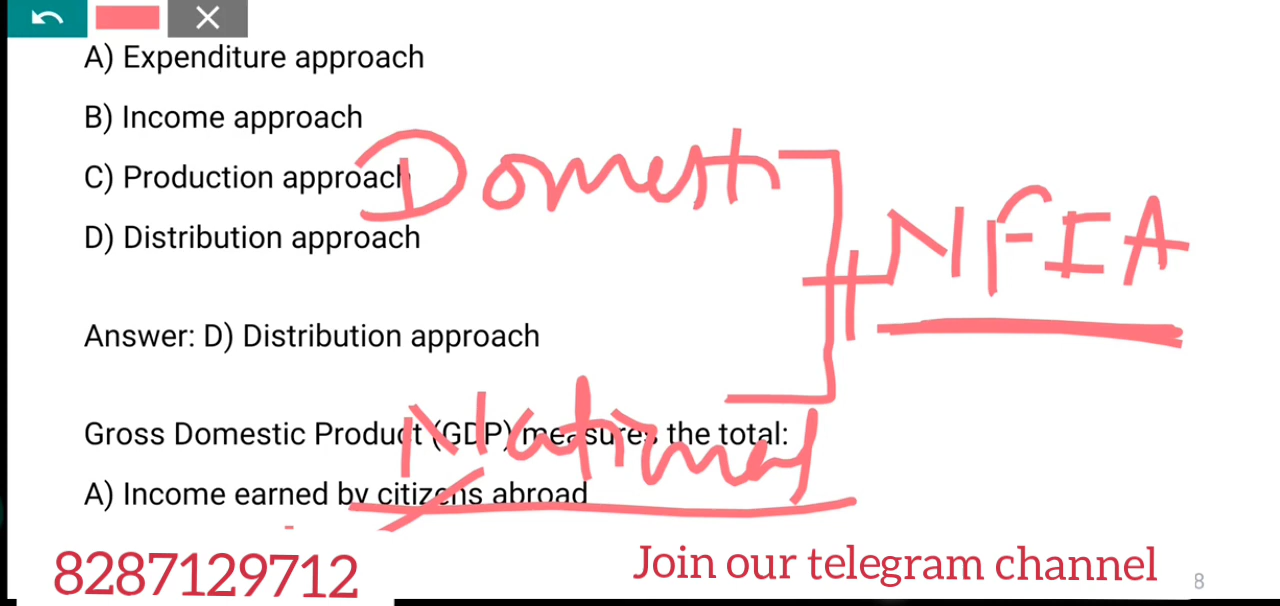 A) Expenditure approach
B) Income approach
C) Production approach
Domesti
D) Distribution approach
NFIA
Answer: D) Distribution approach
National
Gross Domestic Product (GDP) measures the total:
A) Income earned by citizens abroad
8287129712
Join our telegram channel
8